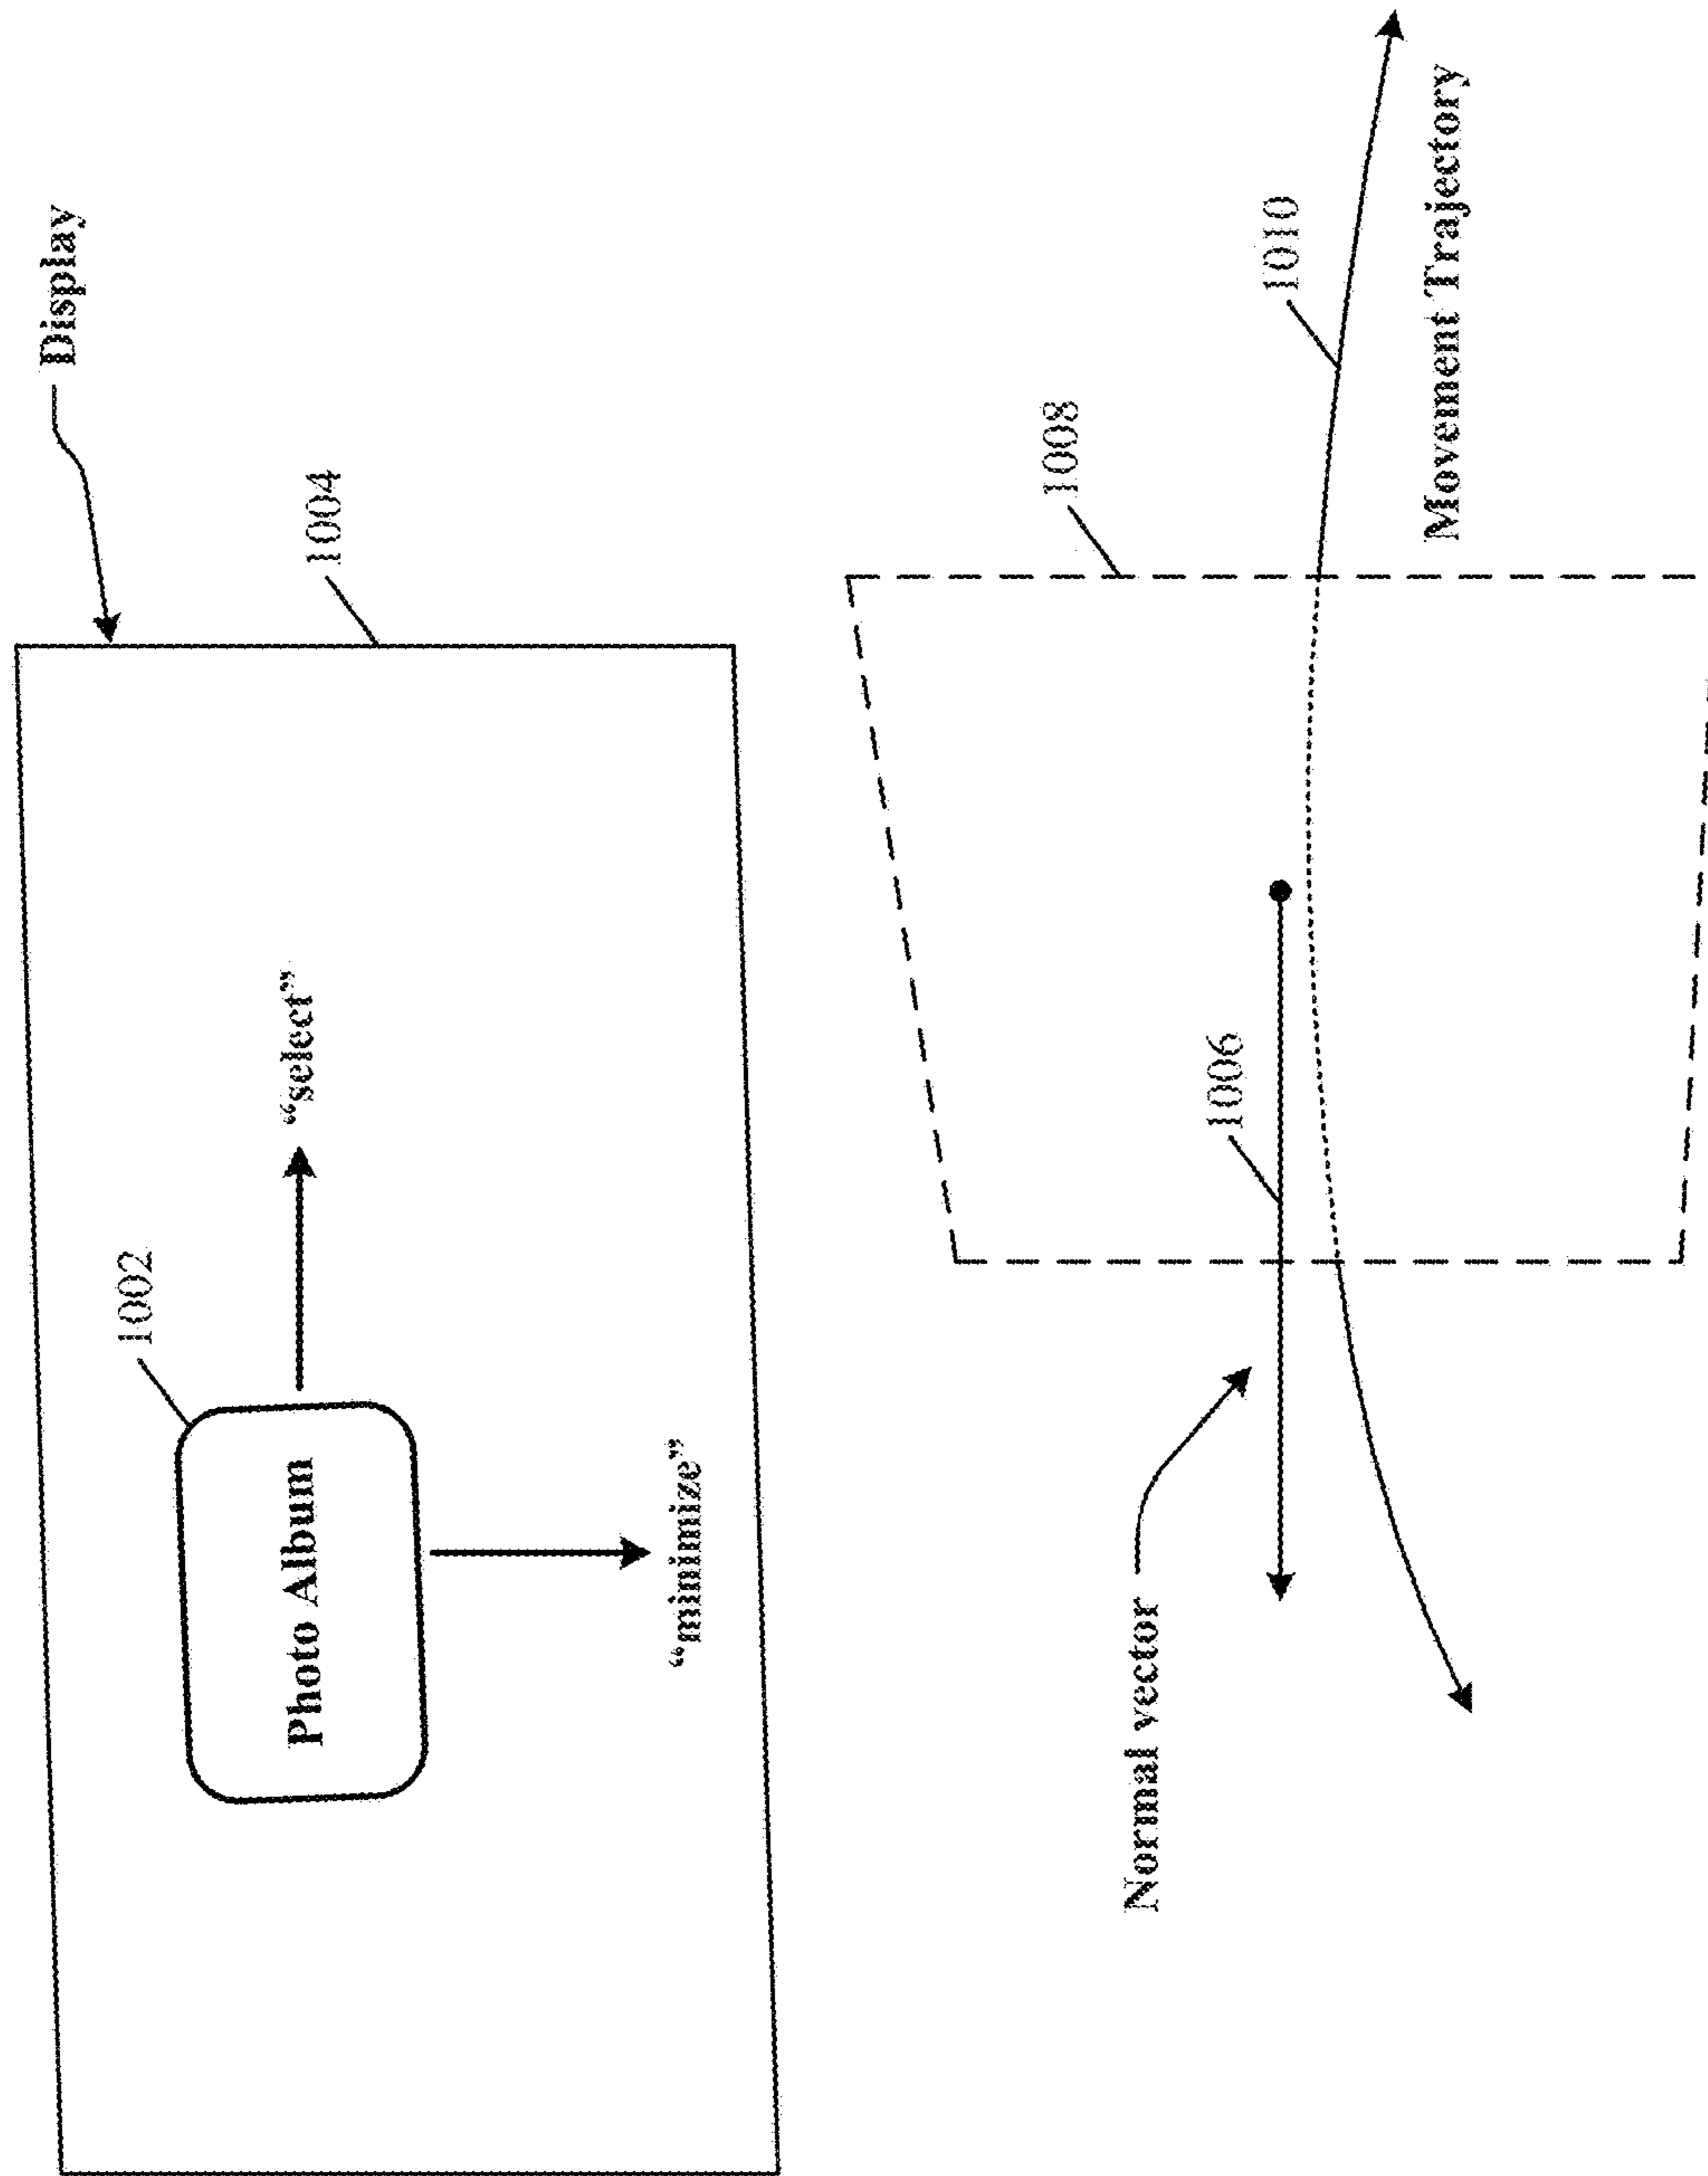 Display
1004
1002
Photo Album
“select”
“minimize”
1008
1006
Normal vector
1010
Movement Trajectory